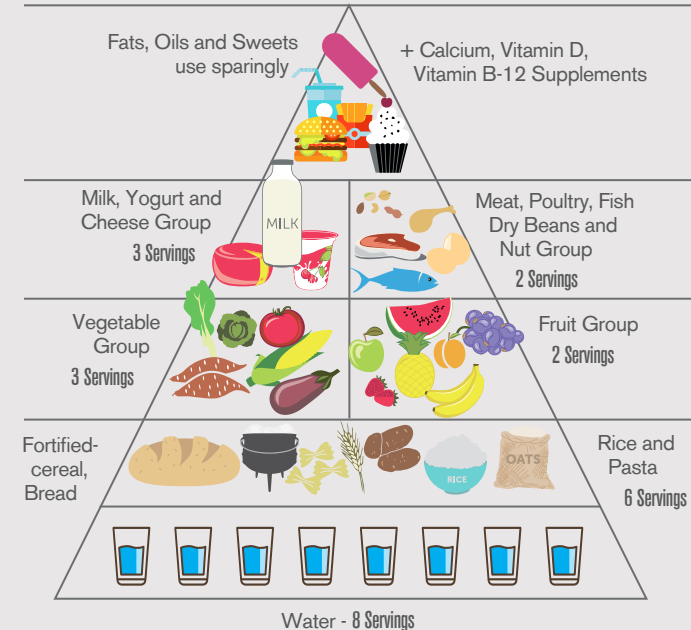 Fats, Oils and Sweets
use sparingly
+ Calcium, Vitamin D,
Vitamin B-12 Supplements
Milk, Yogurt and
Cheese Group
3 Servings
MILK
Meat, Poultry, Fish
Dry Beans and
Nut Group
2 Servings
Vegetable
Group
3 Servings
Fruit Group
2 Servings
Fortified-
cereal,
Bread
RICE
OATS
Rice and
Pasta
6 Servings
Water - 8 Servings